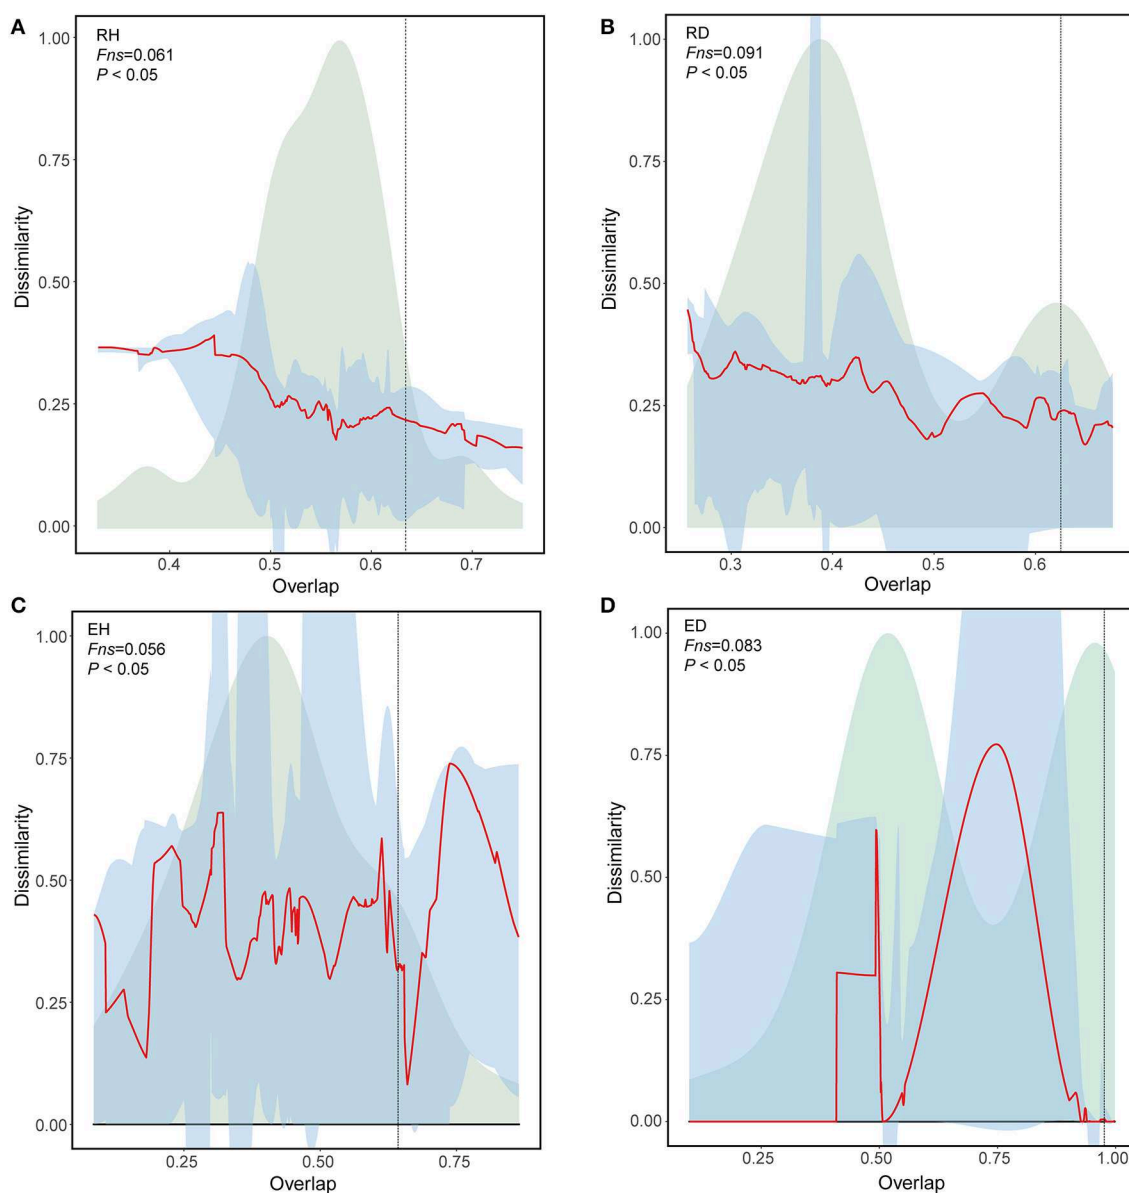 A
RH
Fns=0.061
P < 0.05
1.00
0.75
0.50
0.25
0.00
Dissimilarity
0.4
0.5
0.6
0.7
Overlap
B
RD
Fns=0.091
P < 0.05
1.00
0.75
0.50
0.25
0.00
Dissimilarity
0.3
0.4
0.5
0.6
Overlap
C
EH
Fns=0.056
P < 0.05
1.00
0.75
0.50
0.25
0.00
Dissimilarity
0.25
0.50
0.75
Overlap
D
ED
Fns=0.083
P < 0.05
1.00
0.75
0.50
0.25
0.00
Dissimilarity
0.25
0.50
0.75
1.00
Overlap